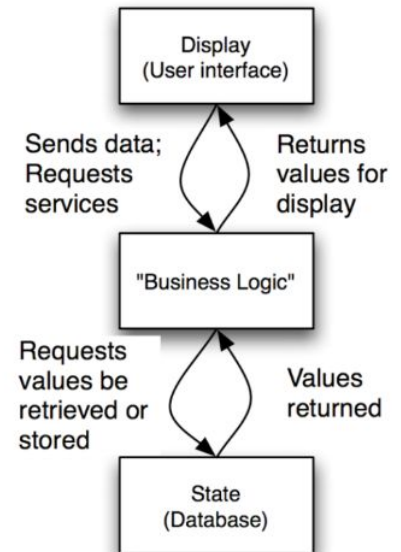 Display
(User interface)
Sends data;
Requests
services
Returns
values for
display
"Business Logic"
Requests
values be
retrieved or
stored
Values
returned
State
(Database)